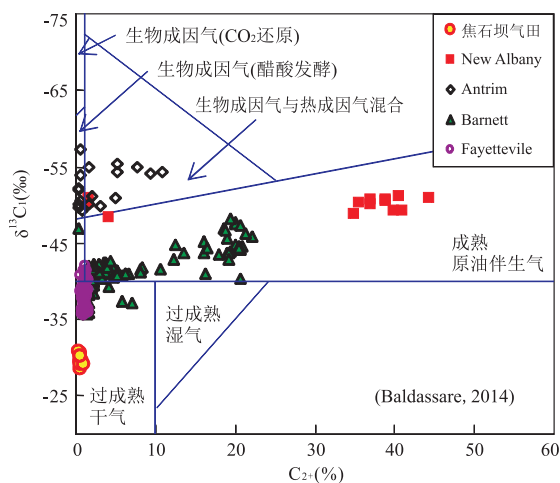 -75
-65
-55
-45
-35
-25
δ¹³C₁(‰)
生物成因气(CO₂还原)
生物成因气(醋酸发酵)
生物成因气与热成因气混合
焦石坝气田
New Albany
Antrim
Barnett
Fayettevile
成熟
原油伴生气
过成熟
湿气
过成熟
干气
(Baldassare, 2014)
0
10
20
30
40
50
60
C₂₊(%)